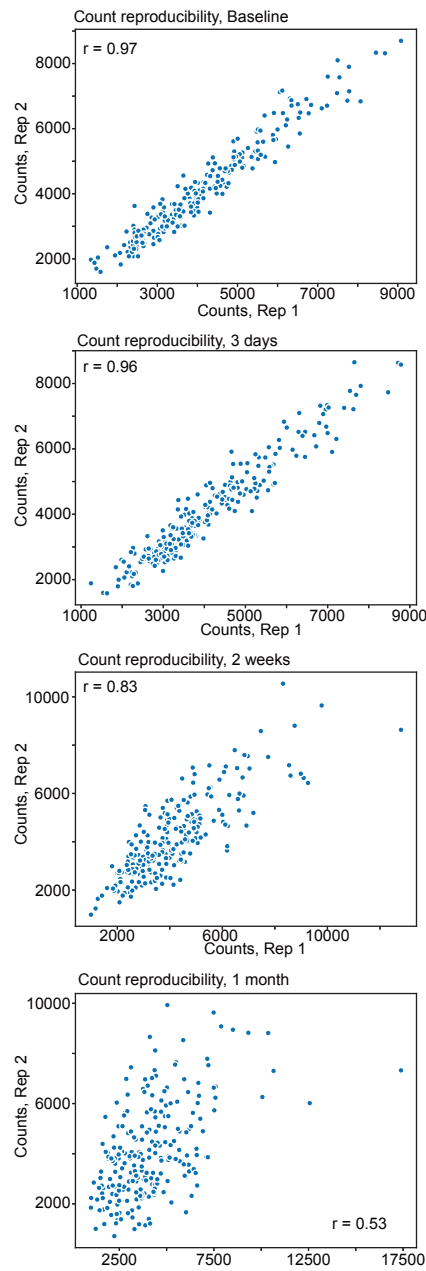 Count reproducibility, Baseline
r = 0.97
8000
6000
4000
2000
Counts, Rep 2
1000 3000 5000 7000 9000
Counts, Rep 1
Count reproducibility, 3 days
r = 0.96
8000
6000
4000
2000
Counts, Rep 2
1000 3000 5000 7000 9000
Counts, Rep 1
Count reproducibility, 2 weeks
r = 0.83
10000
6000
2000
Counts, Rep 2
2000 6000 10000
Counts, Rep 1
Count reproducibility, 1 month
10000
6000
2000
Counts, Rep 2
r = 0.53
2500 7500 12500 17500